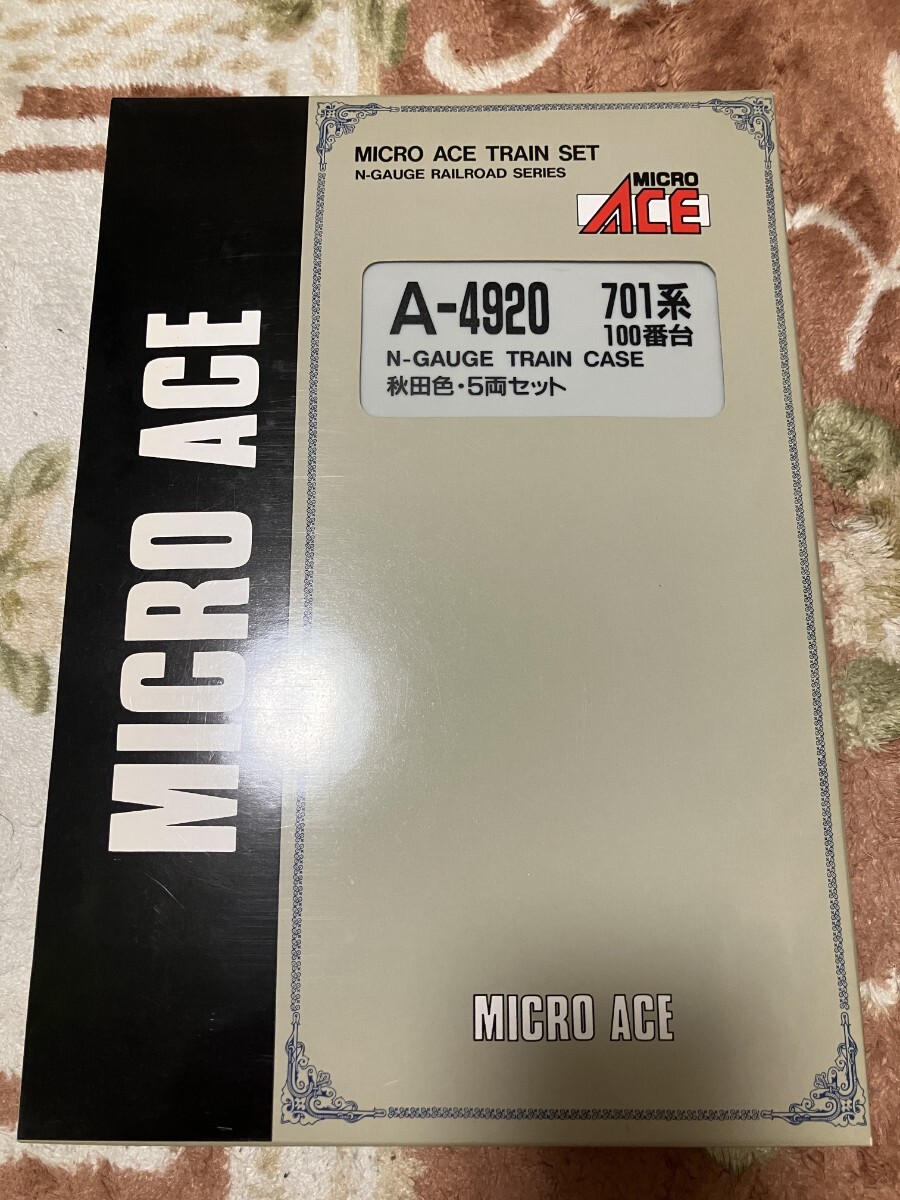 MICRO ACE
MICRO ACE TRAIN SET
N-GAUGE RAILROAD SERIES
MICRO
ACE
A-4920 701系
100番台
N-GAUGE TRAIN CASE
秋田色・5両セット
MICRO ACE